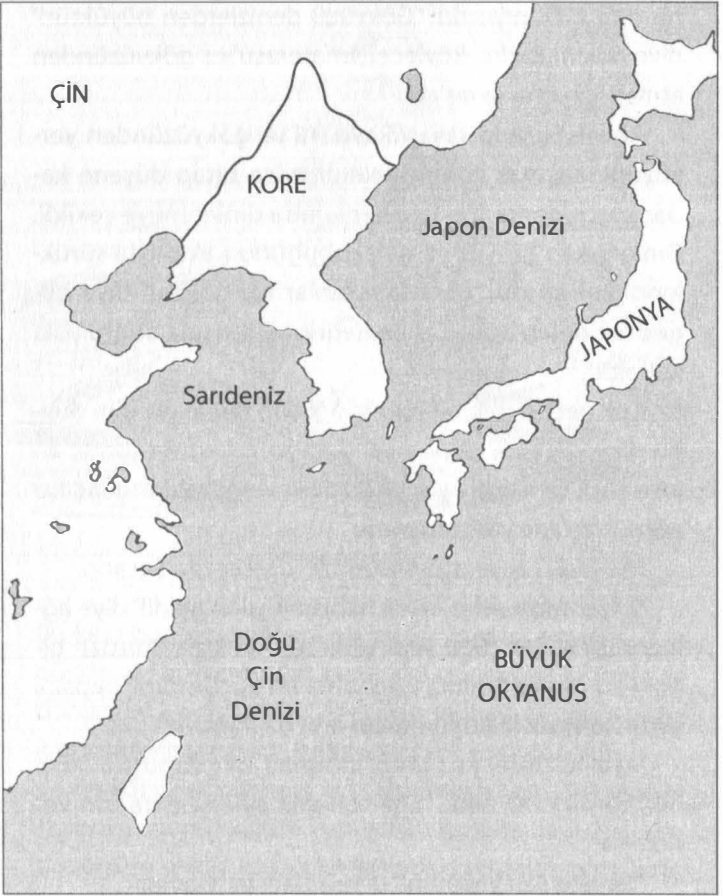 ÇİN
KORE
Japon Denizi
JAPONYA
Sarıdeniz
Doğu
Çin
Denizi
BÜYÜK
OKYANUS